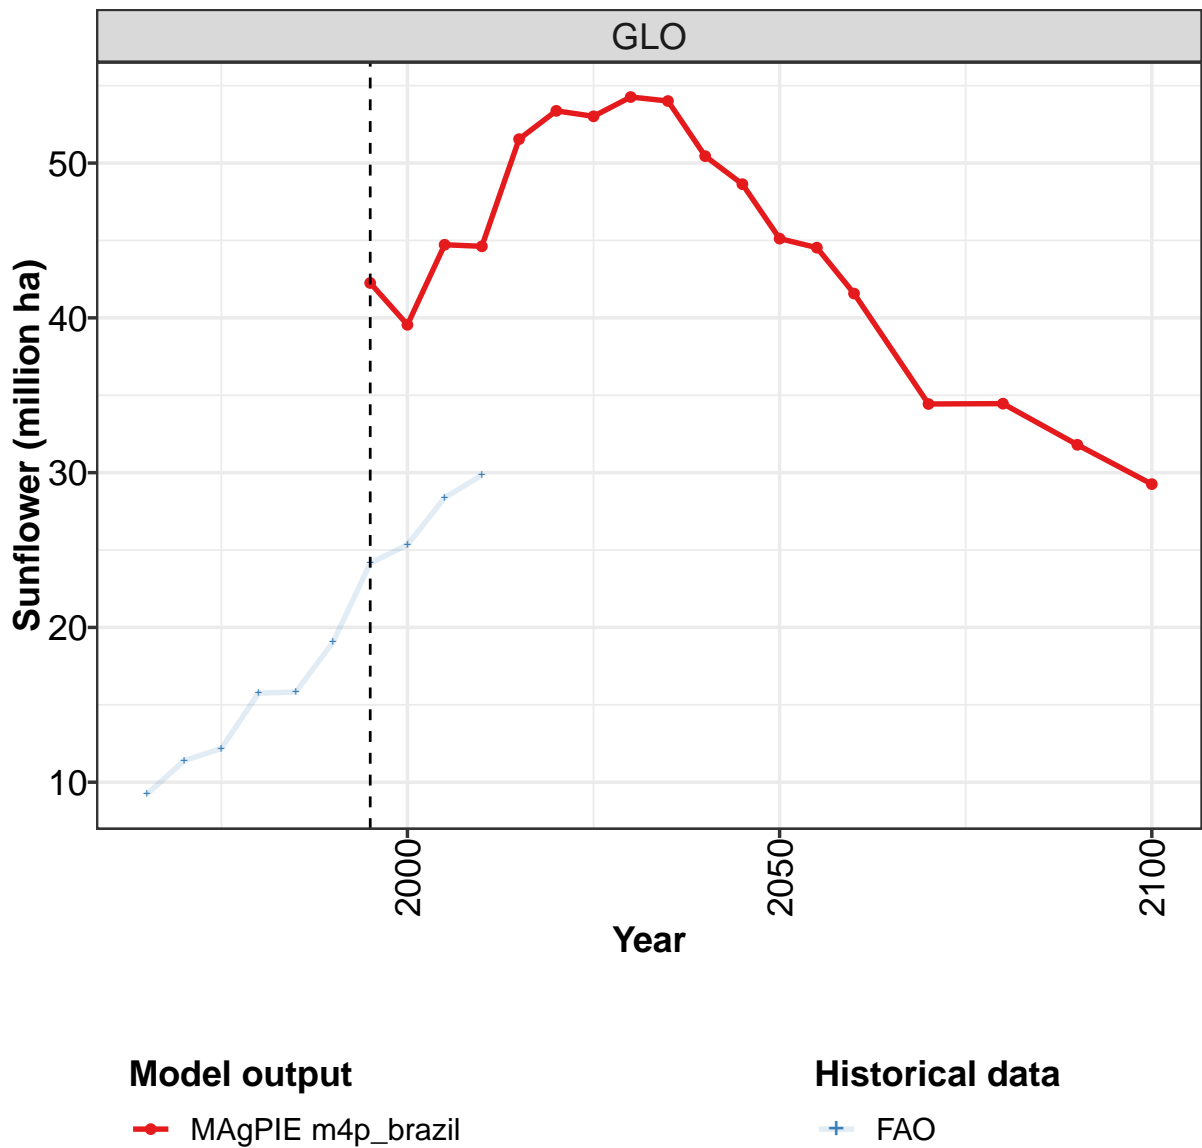 GLO
Sunflower (million ha)
50
40
30
20
10
2000
2050
2100
Year
Model output
MAgPIE m4p_brazil
Historical data
FAO